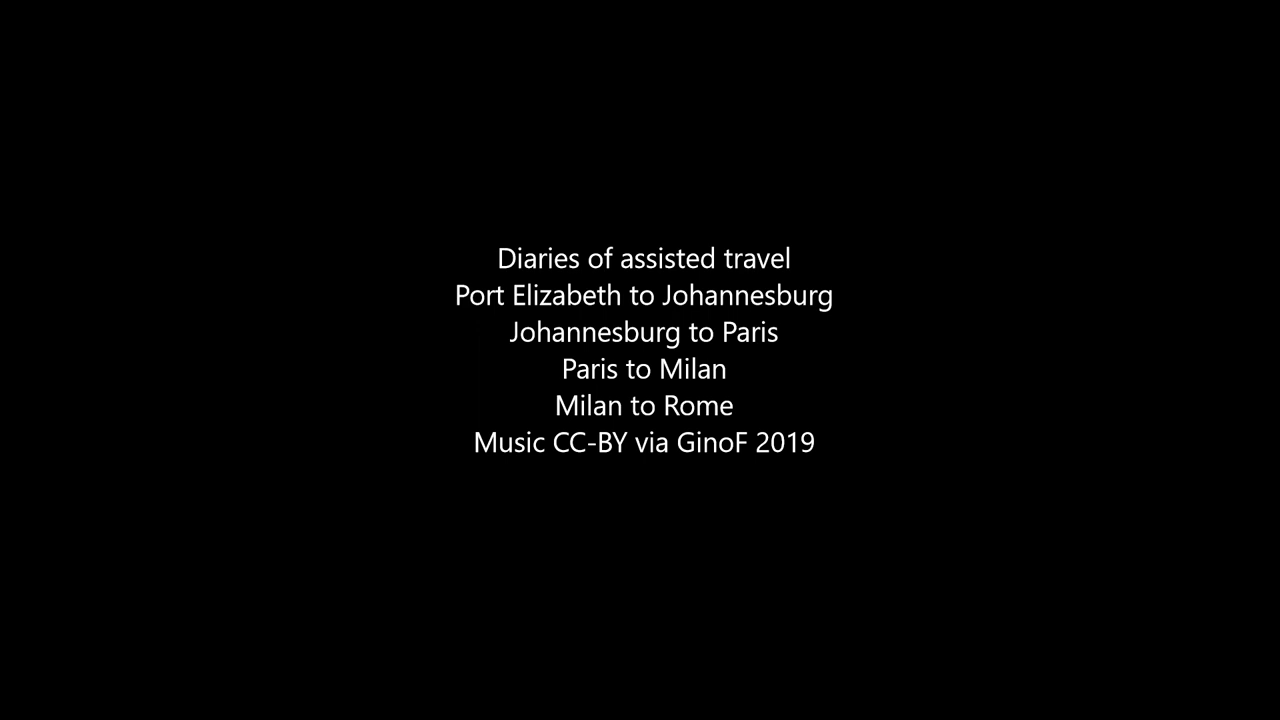 Diaries of assisted travel
Port Elizabeth to Johannesburg
Johannesburg to Paris
Paris to Milan
Milan to Rome
Music CC-BY via GinoF 2019